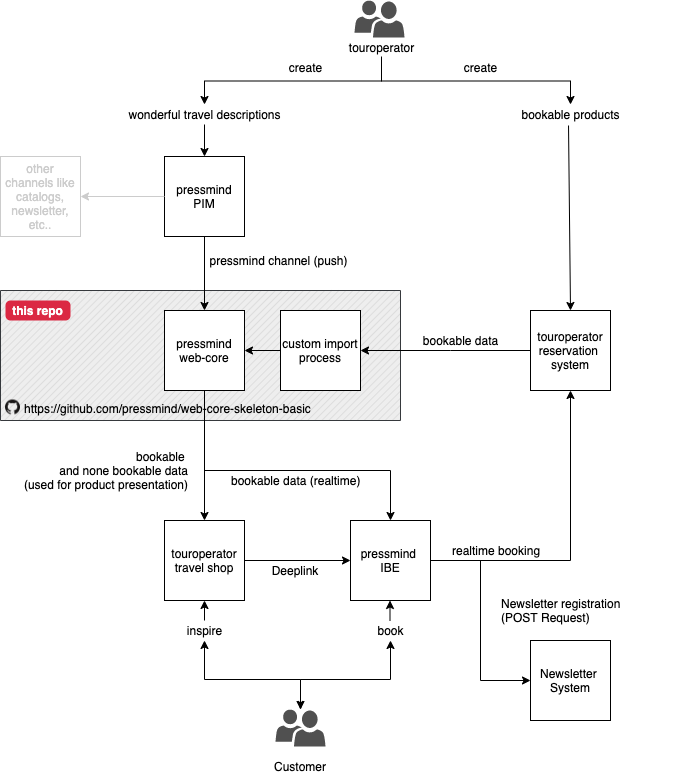 touroperator
create
create
wonderful travel descriptions
bookable products
other
channels like
catalogs,
newsletter,
etc..
pressmind
PIM
pressmind channel (push)
this repo
pressmind
web-core
custom import
process
bookable data
touroperator
reservation
system
https://github.com/pressmind/web-core-skeleton-basic
bookable
and none bookable data
(used for product presentation)
bookable data (realtime)
touroperator
travel shop
Deeplink
pressmind
IBE
realtime booking
Newsletter registration
(POST Request)
inspire
book
Newsletter
System
Customer